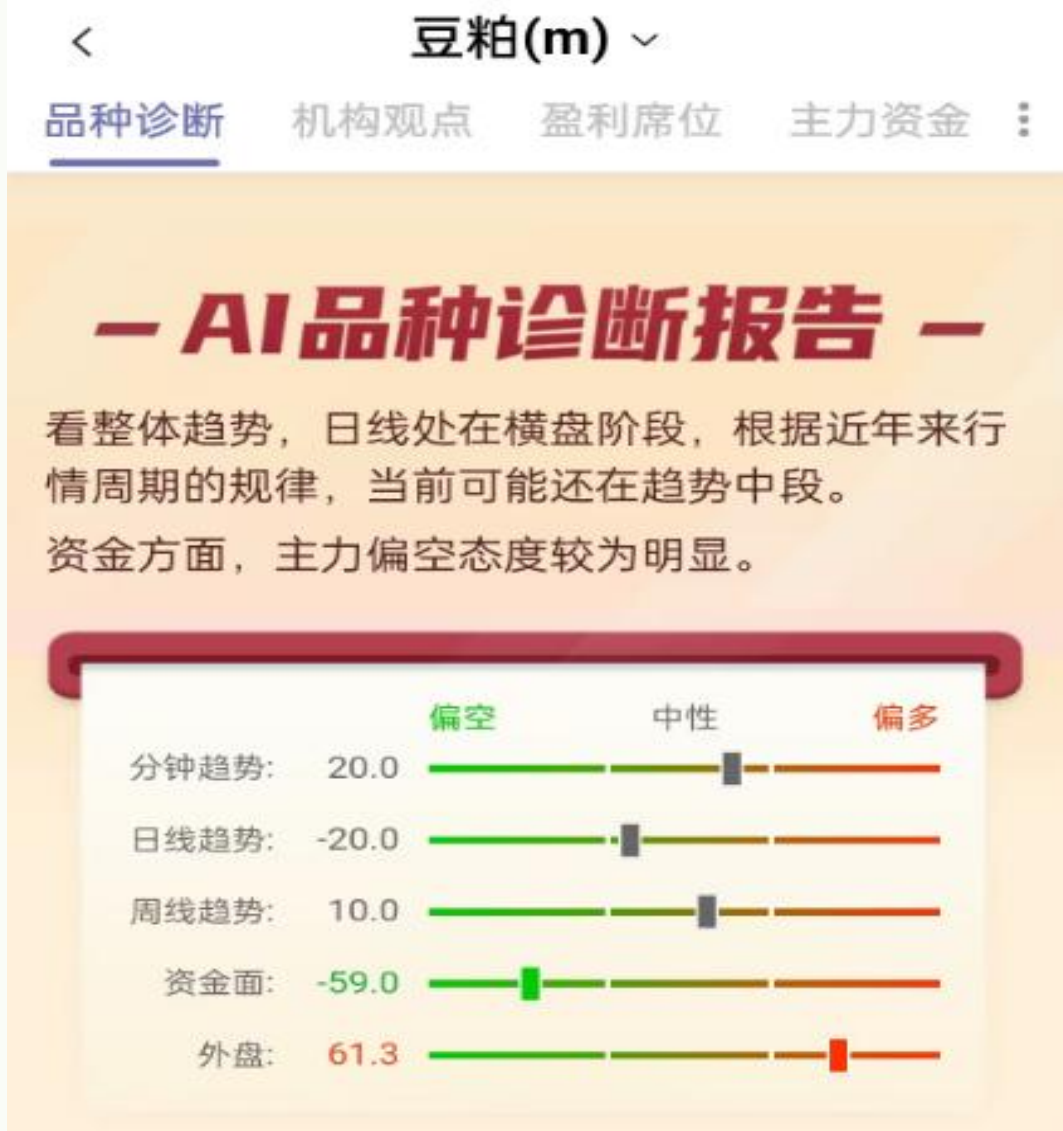 豆粕(m)
品种诊断 机构观点 盈利席位 主力资金
–AI品种诊断报告–
看整体趋势，日线处在横盘阶段，根据近年来行
情周期的规律，当前可能还在趋势中段。
资金方面，主力偏空态度较为明显。
偏空 中性 偏多
分钟趋势: 20.0
日线趋势: -20.0
周线趋势: 10.0
资金面: -59.0
外盘: 61.3